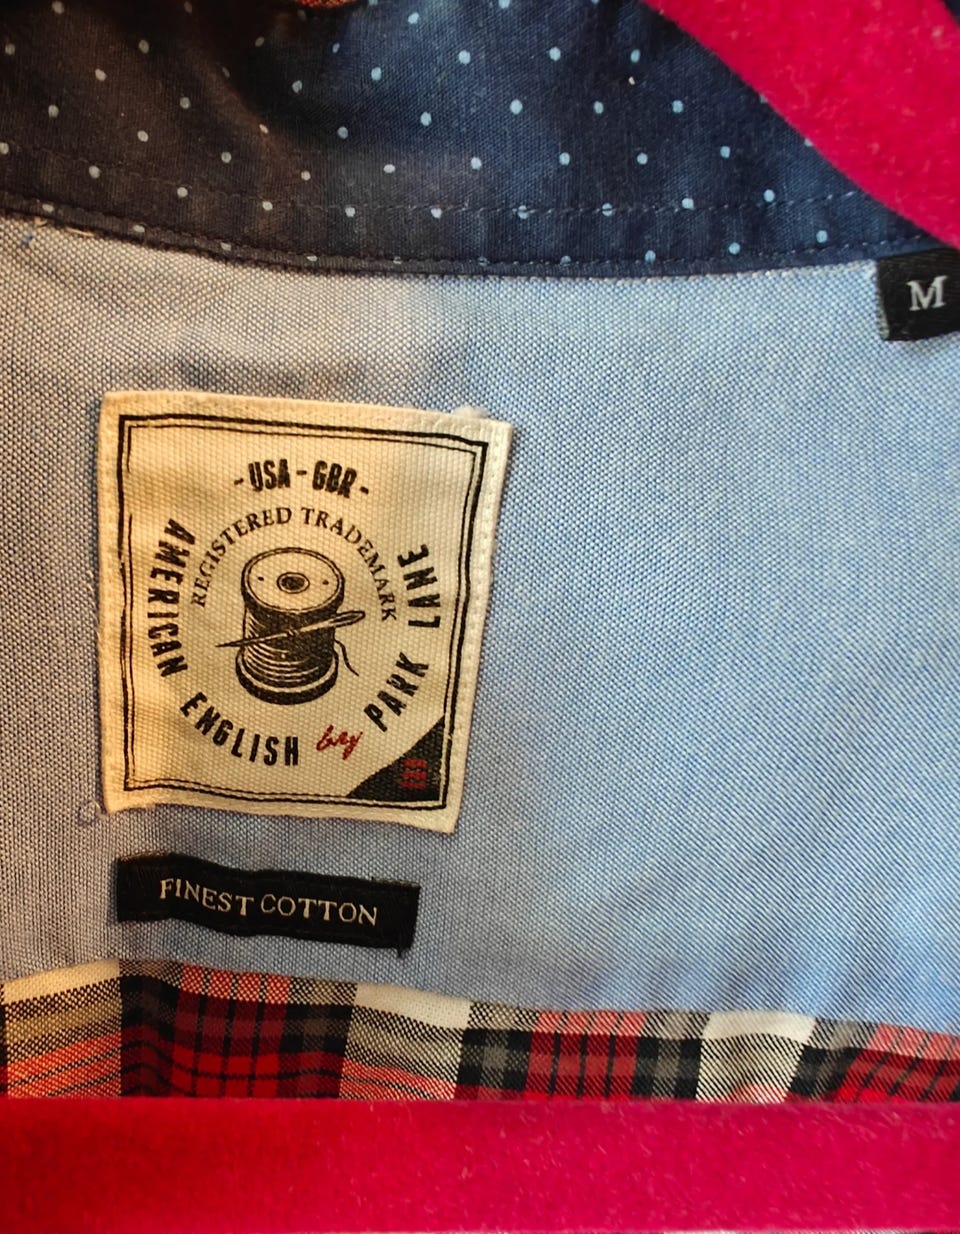 M
- USA - GBR -
REGISTERED TRADEMARK
AMERICAN ENGLISH by PARK LANE
FINEST COTTON